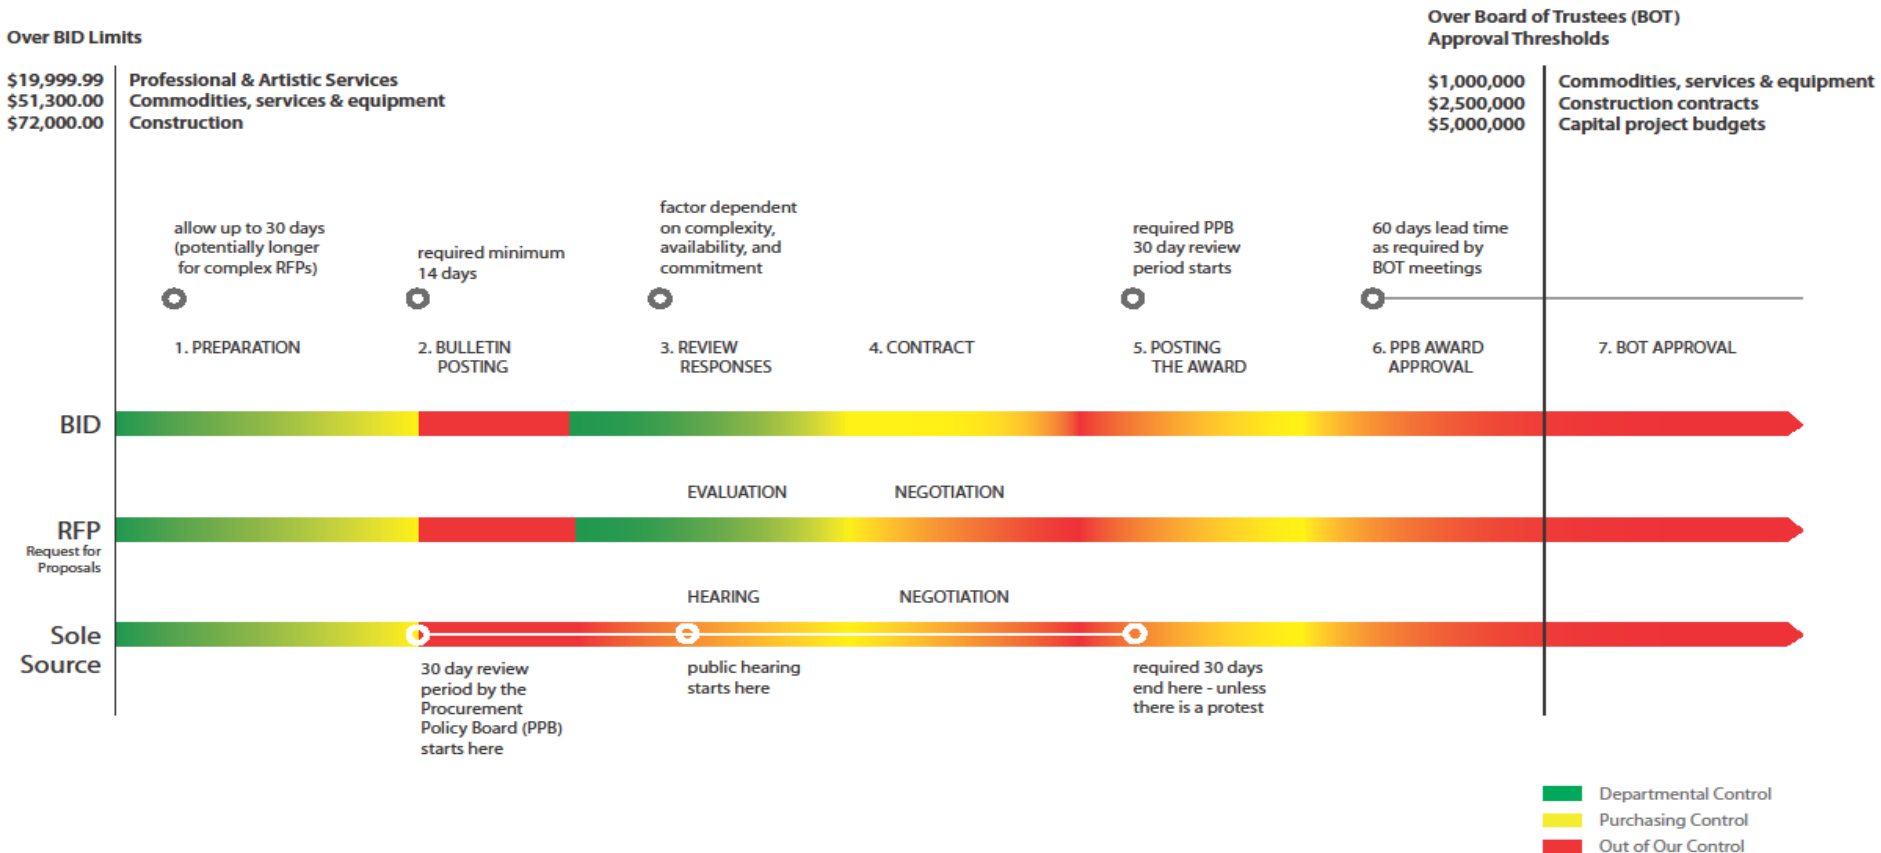 Over BID Limits
$19,999.99 Professional & Artistic Services
$51,300.00 Commodities, services & equipment
$72,000.00 Construction
Over Board of Trustees (BOT)
Approval Thresholds
$1,000,000 Commodities, services & equipment
$2,500,000 Construction contracts
$5,000,000 Capital project budgets
allow up to 30 days
(potentially longer
for complex RFPs)
required minimum
14 days
factor dependent
on complexity,
availability, and
commitment
required PPB
30 day review
period starts
60 days lead time
as required by
BOT meetings
1. PREPARATION
2. BULLETIN
POSTING
3. REVIEW
RESPONSES
4. CONTRACT
5. POSTING
THE AWARD
6. PPB AWARD
APPROVAL
7. BOT APPROVAL
BID
EVALUATION
NEGOTIATION
RFP
Request for
Proposals
HEARING
NEGOTIATION
Sole
Source
30 day review
period by the
Procurement
Policy Board (PPB)
starts here
public hearing
starts here
required 30 days
end here - unless
there is a protest
Departmental Control
Purchasing Control
Out of Our Control